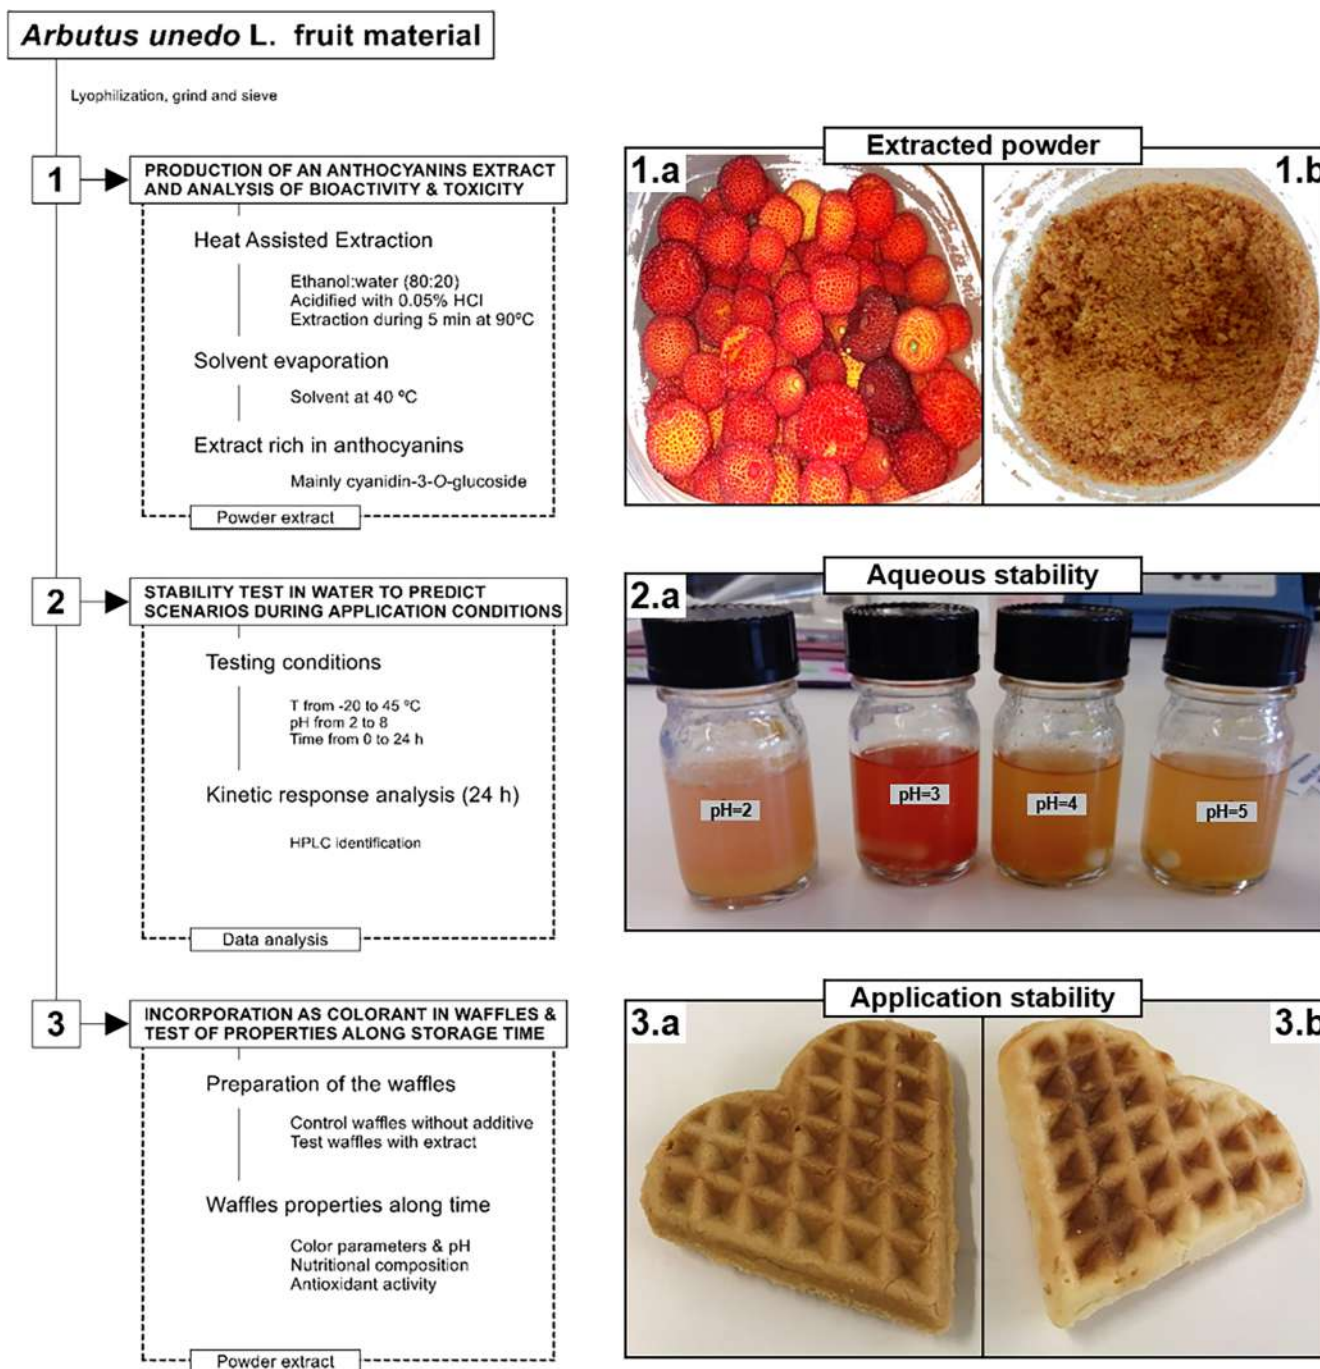 Arbutus unedo L. fruit material
Lyophilization, grind and sieve
1
PRODUCTION OF AN ANTHOCYANINS EXTRACT
AND ANALYSIS OF BIOACTIVITY & TOXICITY
Heat Assisted Extraction
Ethanol:water (80:20)
Acidified with 0.05% HCl
Extraction during 5 min at 90ºC
Solvent evaporation
Solvent at 40 ºC
Extract rich in anthocyanins
Mainly cyanidin-3-O-glucoside
Powder extract
Extracted powder
1.a
1.b
2
STABILITY TEST IN WATER TO PREDICT
SCENARIOS DURING APPLICATION CONDITIONS
Testing conditions
T from -20 to 45 ºC
pH from 2 to 8
Time from 0 to 24 h
Kinetic response analysis (24 h)
HPLC identification
Data analysis
Aqueous stability
2.a
pH=2
pH=3
pH=4
pH=5
3
INCORPORATION AS COLORANT IN WAFFLES &
TEST OF PROPERTIES ALONG STORAGE TIME
Preparation of the waffles
Control waffles without additive
Test waffles with extract
Waffles properties along time
Color parameters & pH
Nutritional composition
Antioxidant activity
Powder extract
Application stability
3.a
3.b